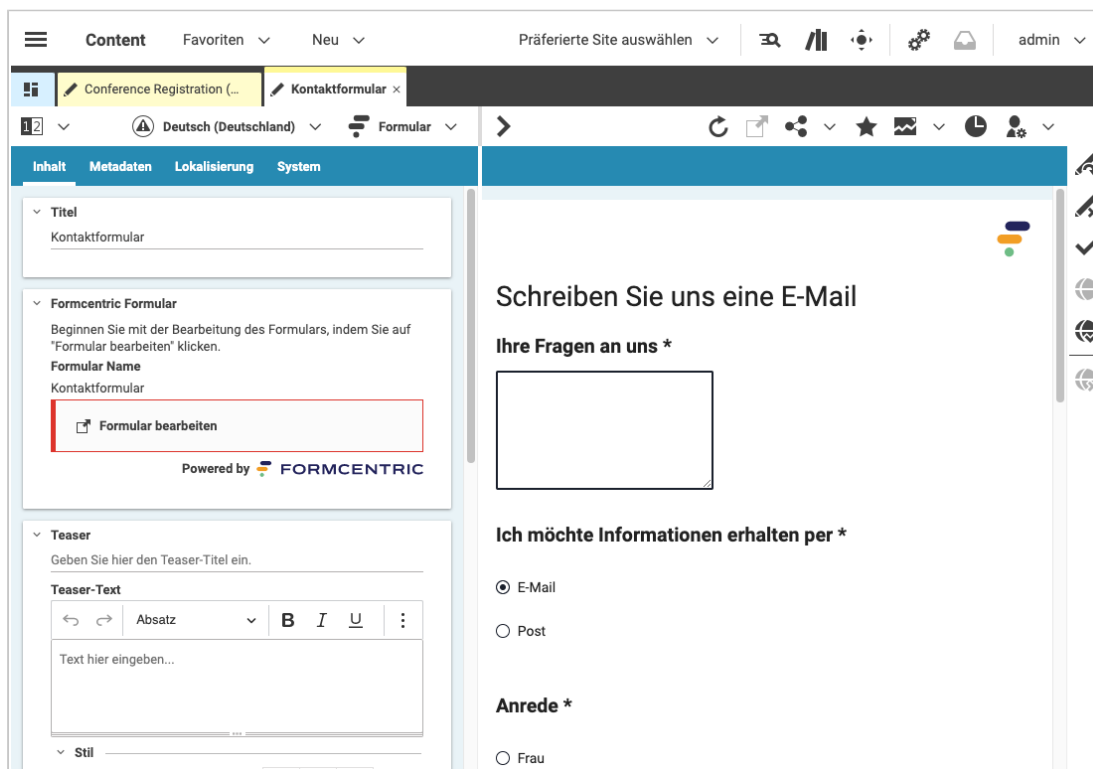 Content Favoriten Neu Präferierte Site auswählen admin
Conference Registration (... Kontaktformular ×
12 Deutsch (Deutschland) Formular
Inhalt Metadaten Lokalisierung System
Titel
Kontaktformular
Formcentric Formular
Beginnen Sie mit der Bearbeitung des Formulars, indem Sie auf
"Formular bearbeiten" klicken.
Formular Name
Kontaktformular
Formular bearbeiten
Powered by FORMCENTRIC
Teaser
Geben Sie hier den Teaser-Titel ein.
Teaser-Text
Absatz B I U
Text hier eingeben...
Stil
Schreiben Sie uns eine E-Mail
Ihre Fragen an uns *
Ich möchte Informationen erhalten per *
E-Mail
Post
Anrede *
Frau